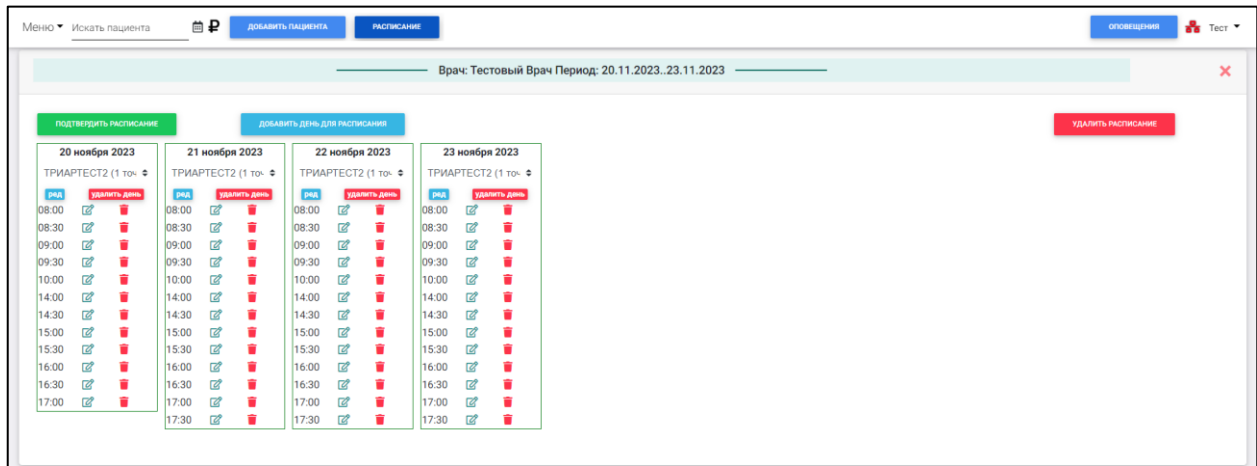 Меню Искать пациента ₽ ДОБАВИТЬ ПАЦИЕНТА РАСПИСАНИЕ ОПОВЕЩЕНИЯ Тест
Врач: Тестовый Врач Период: 20.11.2023..23.11.2023
ПОДТВЕРДИТЬ РАСПИСАНИЕ ДОБАВИТЬ ДЕНЬ ДЛЯ РАСПИСАНИЯ УДАЛИТЬ РАСПИСАНИЕ
20 ноября 2023 21 ноября 2023 22 ноября 2023 23 ноября 2023
ТРИАРТЕСТ2 (1 точ ТРИАРТЕСТ2 (1 точ ТРИАРТЕСТ2 (1 точ ТРИАРТЕСТ2 (1 точ
ред удалить день ред удалить день ред удалить день ред удалить день
08:00 08:00 08:00 08:00
08:30 08:30 08:30 08:30
09:00 09:00 09:00 09:00
09:30 09:30 09:30 09:30
10:00 10:00 10:00 10:00
14:00 14:00 14:00 14:00
14:30 14:30 14:30 14:30
15:00 15:00 15:00 15:00
15:30 15:30 15:30 15:30
16:00 16:00 16:00 16:00
16:30 16:30 16:30 16:30
17:00 17:00 17:00 17:00
17:30 17:30 17:30